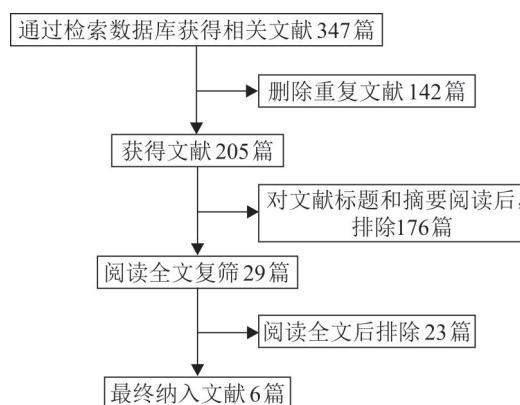 通过检索数据库获得相关文献347篇
删除重复文献142篇
获得文献205篇
对文献标题和摘要阅读后,
排除176篇
阅读全文复筛29篇
阅读全文后排除23篇
最终纳入文献6篇